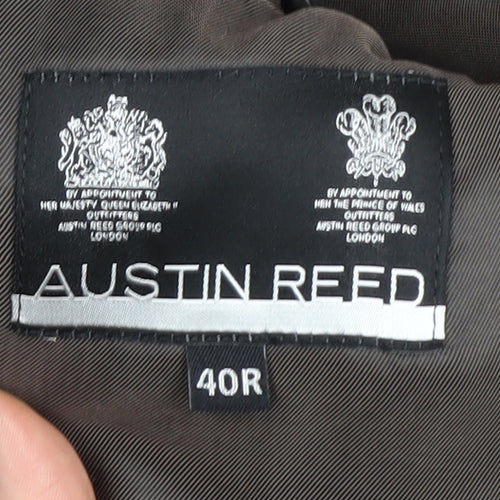 BY APPOINTMENT TO
HER MAJESTY QUEEN ELIZABETH II
OUTFITTERS
AUSTIN REED GROUP PLC
LONDON
BY APPOINTMENT TO
HRH THE PRINCE OF WALES
OUTFITTERS
AUSTIN REED GROUP PLC
LONDON
AUSTIN REED
40R